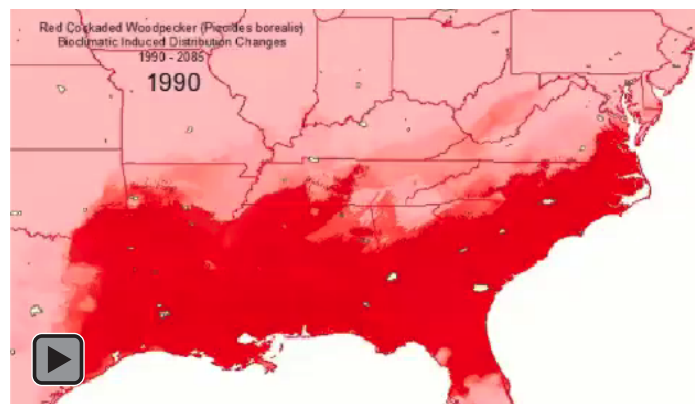 Red Cockaded Woodpecker (Picoides borealis)
Bioclimatic Induced Distribution Changes
1990 - 2085
1990